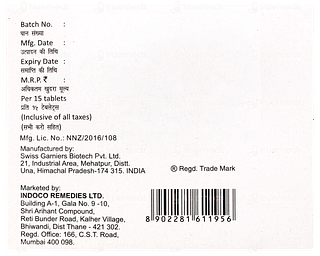 Batch No. :
घान संख्या
Mfg. Date :
उत्पादन की तिथि
Expiry Date :
समाप्ति की तिथि
M.R.P. ₹ :
अधिकतम खुदरा मूल्य
Per 15 tablets
प्रति १५ टेबलेट्स
(Inclusive of all taxes)
(सभी करों सहित)
Mfg. Lic. No.: NNZ/2016/108
Manufactured by:
Swiss Garniers Biotech Pvt. Ltd.
21, Industrial Area, Mehatpur, Distt.
Una, Himachal Pradesh-174 315. INDIA
® Regd. Trade Mark
Marketed by:
INDOCO REMEDIES LTD.
Building A-1, Gala No. 9 -10,
Shri Arihant Compound,
Reti Bunder Road, Kalher Village,
Bhiwandi, Dist Thane - 421 302.
Regd. Office: 166, C.S.T. Road,
Mumbai 400 098.
8 902281 611956